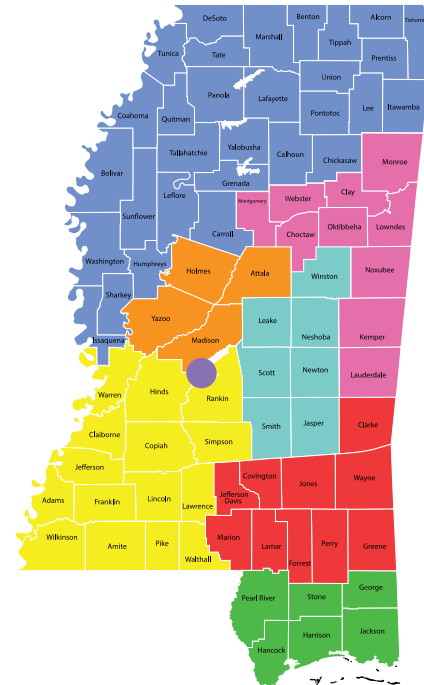 DeSoto
Benton
Alcorn
Tishomi
Marshall
Tippah
Tunica
Tate
Prentiss
Union
Panola
Lafayette
Coahoma
Quitman
Pontotoc
Lee
Itawamba
Tallahatchie
Yalobusha
Calhoun
Chickasaw
Monroe
Bolivar
Grenada
Leflore
Clay
Webster
Montgomery
Sunflower
Carroll
Choctaw
Oktibbeha
Lowndes
Washington
Humphreys
Holmes
Attala
Winston
Noxubee
Sharkey
Yazoo
Leake
Neshoba
Kemper
Issaquena
Madison
Scott
Newton
Lauderdale
Warren
Hinds
Rankin
Claiborne
Copiah
Simpson
Smith
Jasper
Clarke
Jefferson
Covington
Jones
Wayne
Adams
Franklin
Lincoln
Lawrence
Jefferson
Davis
Wilkinson
Amite
Pike
Walthall
Marion
Lamar
Forrest
Perry
Greene
Pearl River
Stone
George
Hancock
Harrison
Jackson